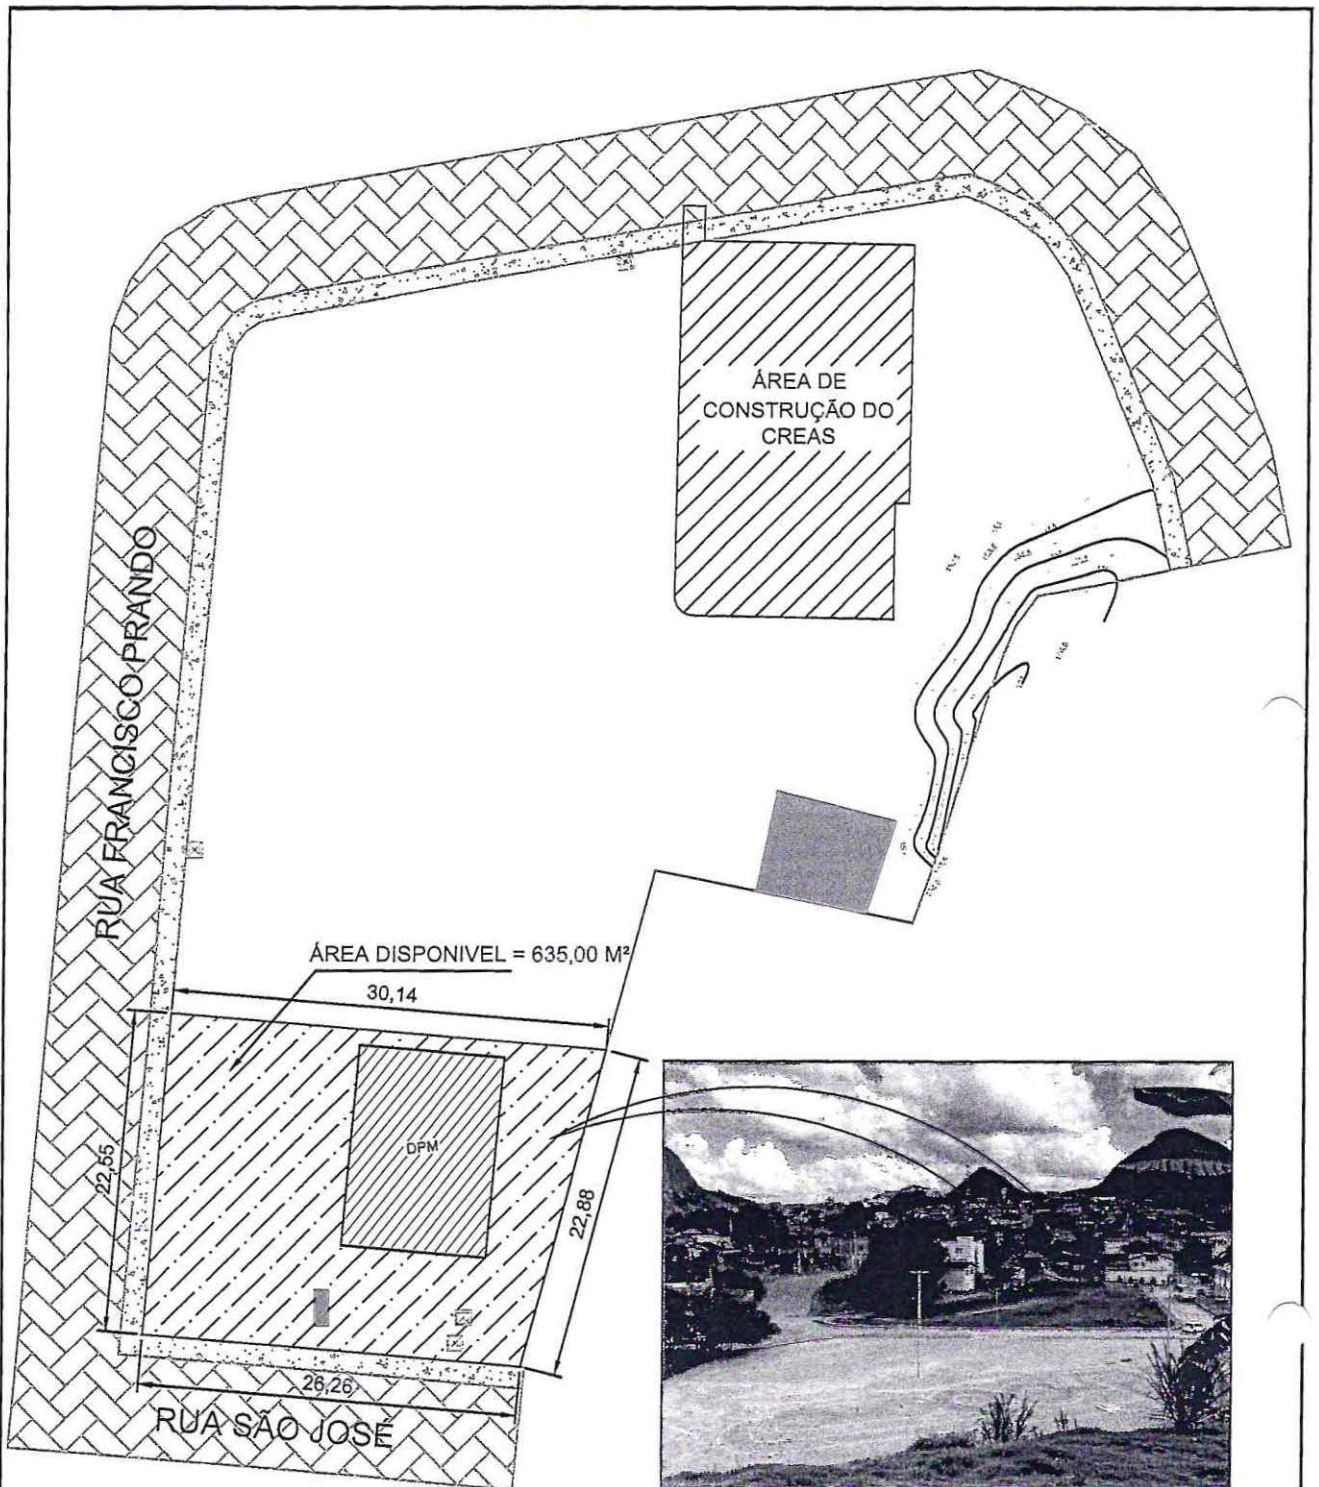 ÁREA DE
CONSTRUÇÃO DO
CREAS
RUA FRANCISCO PRANDO
ÁREA DISPONIVEL = 635,00 M²
30,14
22,55
DPM
22,88
26,26
RUA SÃO JOSÉ